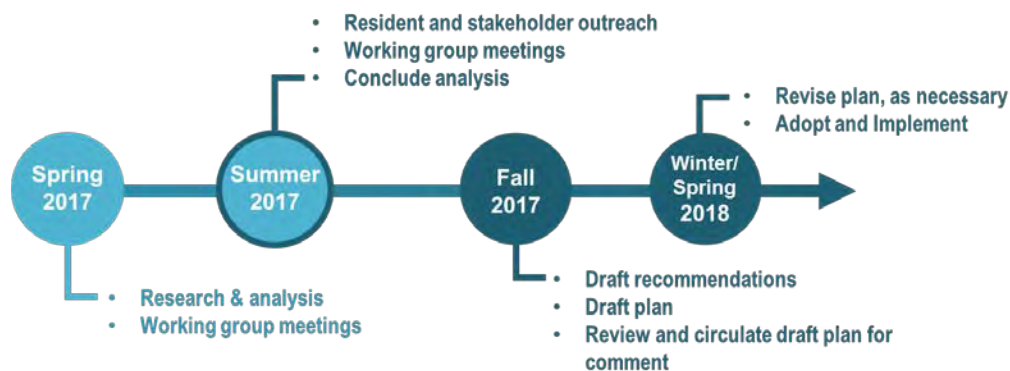 • Resident and stakeholder outreach
• Working group meetings
• Conclude analysis
• Revise plan, as necessary
• Adopt and Implement
Spring
2017
Summer
2017
Fall
2017
Winter/
Spring
2018
• Research & analysis
• Working group meetings
• Draft recommendations
• Draft plan
• Review and circulate draft plan for
comment